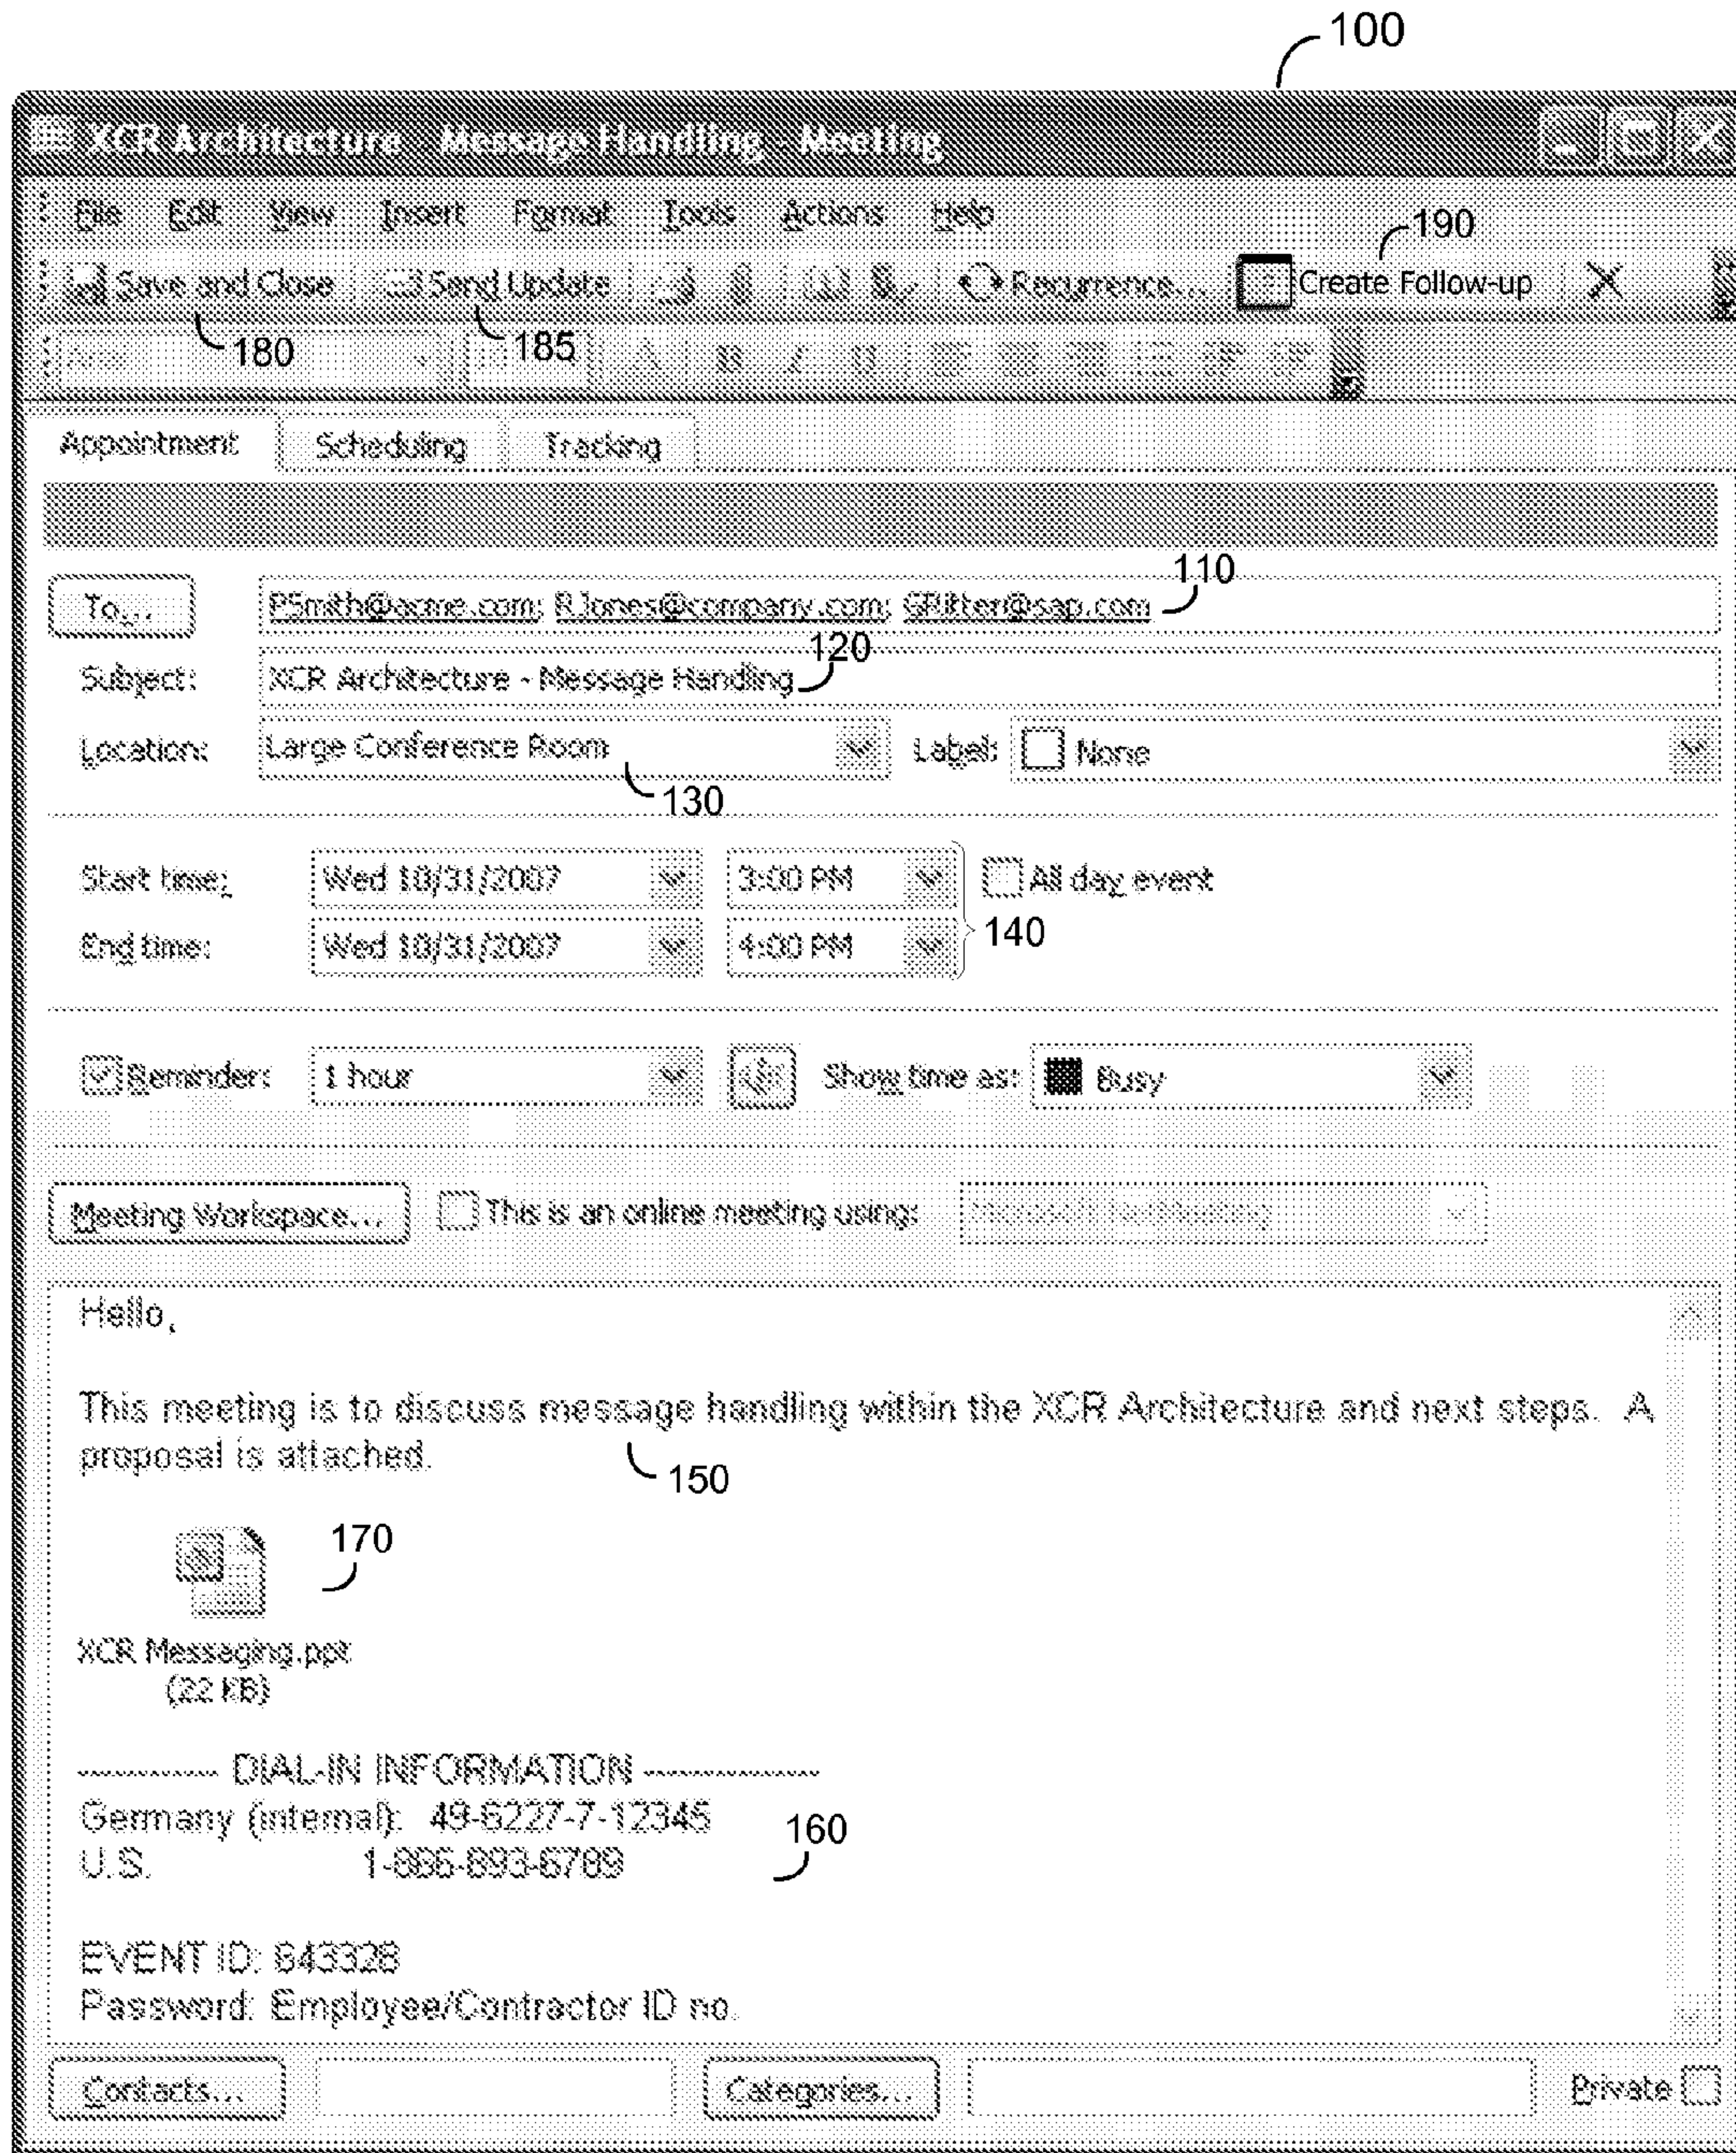 100
XCR Architecture - Message Handling - Meeting
File Edit View Insert Format Tools Actions Help
190
Save and Close Send Update Recurrence... Create Follow-up
180 185
Appointment Scheduling Tracking
110
To... PSmith@acme.com; RJones@company.com; GRitter@sap.com
120
Subject: XCR Architecture - Message Handling
Location: Large Conference Room Label: None
130
Start time: Wed 10/31/2007 3:00 PM All day event
140
End time: Wed 10/31/2007 4:00 PM
Reminder: 1 hour Show time as: Busy
Meeting Workspace... This is an online meeting using:
Hello,
This meeting is to discuss message handling within the XCR Architecture and next steps. A
proposal is attached.
150
170
XCR Messaging.ppt
(22 KB)
------------ DIAL-IN INFORMATION ---------------
Germany (internal): 49-6227-7-12345
160
U.S. 1-866-893-6789
EVENT ID: 643328
Password: Employee/Contractor ID no.
Contacts... Categories... Private